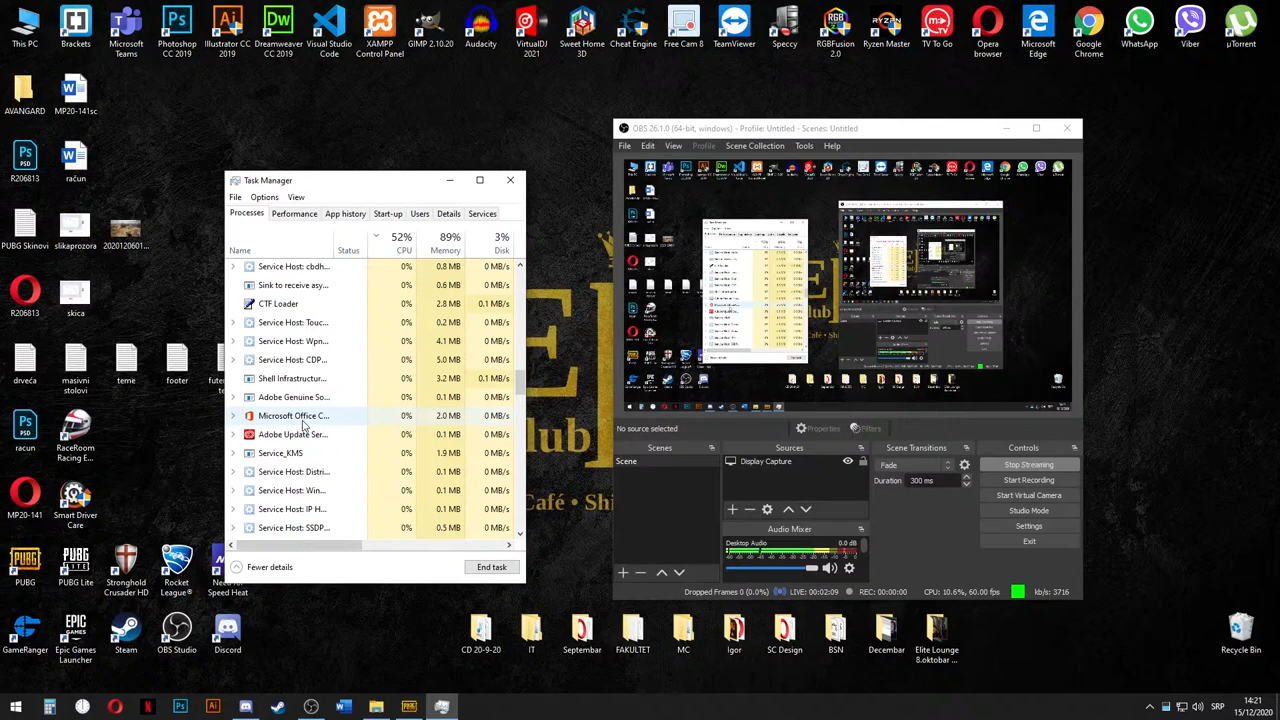 This PC
Brackets
Microsoft Teams
Photoshop CC 2019
Illustrator CC 2019
Dreamweaver CC 2019
Visual Studio Code
XAMPP Control Panel
GIMP 2.10.20
Audacity
VirtualDJ 2021
Sweet Home 3D
Cheat Engine
Free Cam 8
TeamViewer
Speccy
RGBFusion 2.0
Ryzen Master
TV To Go
Opera browser
Microsoft Edge
Google Chrome
WhatsApp
Viber
µTorrent
AVANGARD
MP20-141sc
DC20813
račun
PUBG Sknovi
slikaprozora
2020120601...
skica
drveća
masivni stolovi
teme
footer
racun
RaceRoom Racing E...
MP20-141
Smart Driver Care
PUBG
PUBG Lite
Stronghold Crusader HD
Rocket League®
Need for Speed Heat
GameRanger
Epic Games Launcher
Steam
OBS Studio
Discord
CD 20-9-20
IT
Septembar
FAKULTET
MC
Igor
SC Design
BSN
Decembar
Elite Lounge 8.oktobar ...
Recycle Bin
Task Manager
File Options View
Processes Performance App history Start-up Users Details Services
52% 89% 3%
Name Status CPU Memory Disk
Service Host: cbdh... 0% 0.8 MB 0 MB/s
Sink to receive asy... 0% 0.6 MB 0 MB/s
CTF Loader 0% 2.8 MB 0.1 MB/s
Service Host: Touc... 0% 0.2 MB 0 MB/s
Service Host: Wpn... 0% 4.1 MB 0 MB/s
Service Host: CDP... 0% 5.0 MB 0 MB/s
Shell Infrastructur... 0% 3.2 MB 0.1 MB/s
Adobe Genuine So... 0% 0.1 MB 0 MB/s
Microsoft Office C... 0% 2.0 MB 0 MB/s
Adobe Update Ser... 0% 0.1 MB 0 MB/s
Service_KMS 0% 1.9 MB 0 MB/s
Service Host: Distri... 0% 0.1 MB 0 MB/s
Service Host: Win... 0% 0.1 MB 0 MB/s
Service Host: IP H... 0% 0.1 MB 0 MB/s
Service Host: SSDP... 0% 0.5 MB 0 MB/s
Fewer details End task
OBS 26.1.0 (64-bit, windows) - Profile: Untitled - Scenes: Untitled
File Edit View Profile Scene Collection Tools Help
No source selected Properties Filters
Scenes Sources Scene Transitions Controls
Scene
Display Capture
Fade
Duration 300 ms
Stop Streaming
Start Recording
Start Virtual Camera
Studio Mode
Settings
Exit
Audio Mixer
Desktop Audio 0.0 dB
Dropped Frames 0 (0.0%) LIVE: 00:02:09 REC: 00:00:00 CPU: 10.6%, 60.00 fps kb/s: 3716
Café • Shi
SRP
14:21
15/12/2020